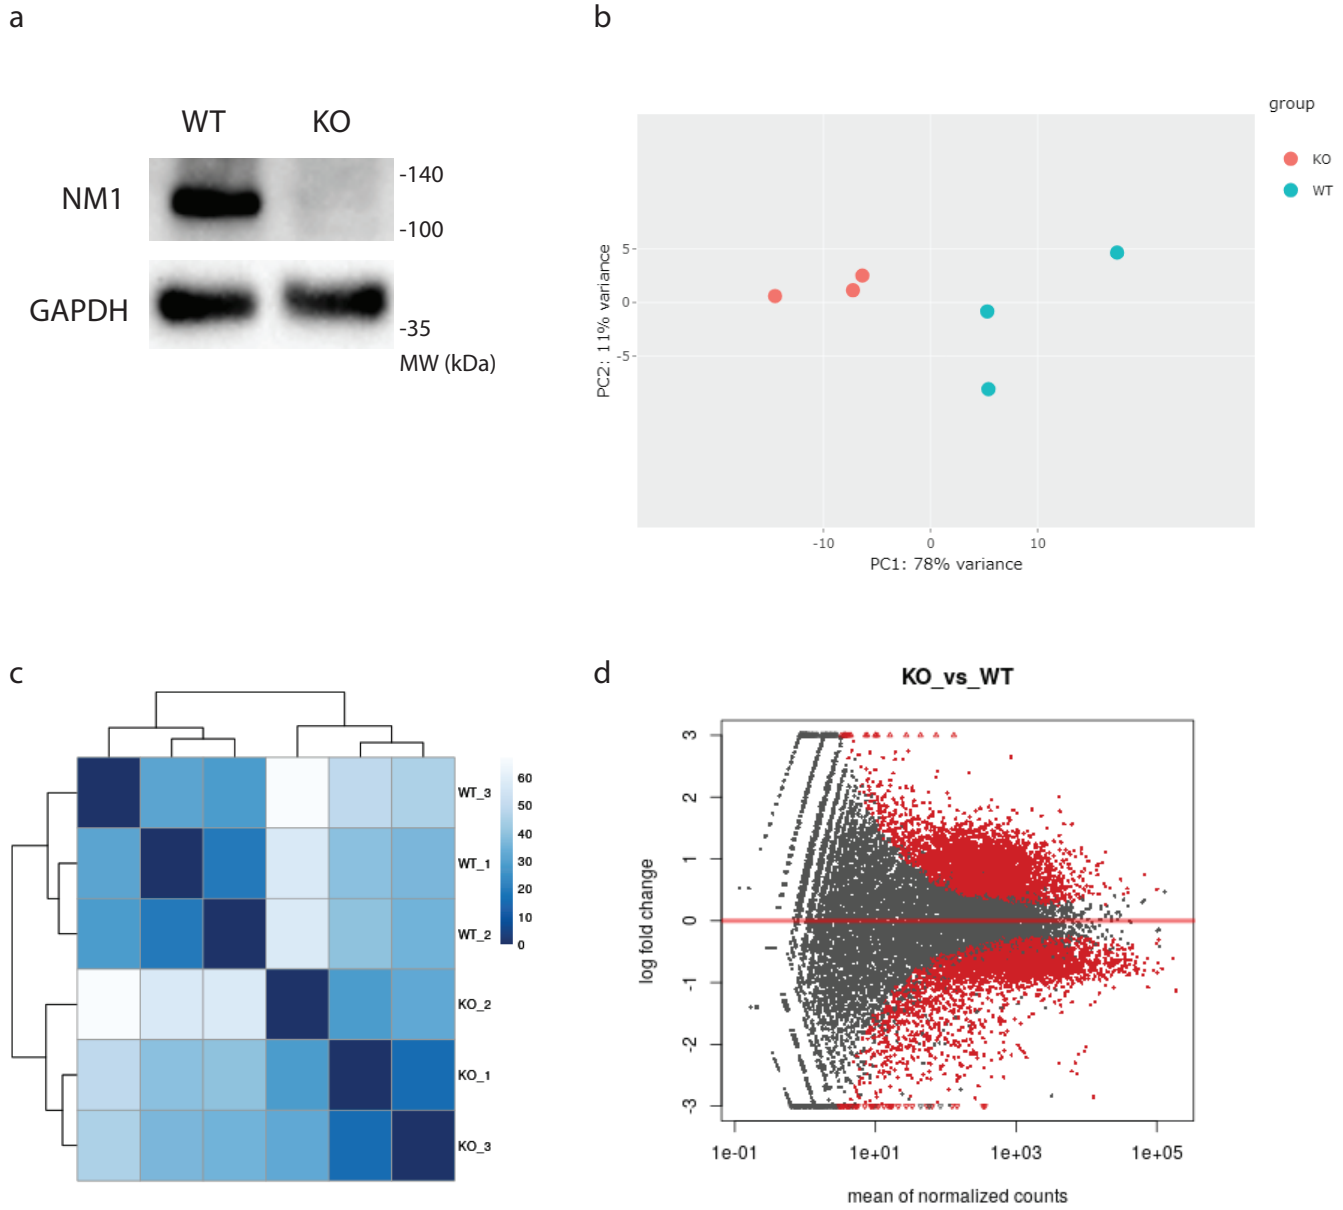 a
WT KO
NM1
-140
-100
GAPDH
-35
MW (kDa)
b
group
KO
WT
PC2: 11% variance
5
0
-5
-10 0 10
PC1: 78% variance
c
WT_3
WT_1
WT_2
KO_2
KO_1
KO_3
60
50
40
30
20
10
0
d
KO_vs_WT
log fold change
3
2
1
0
1
-2
-3
1e-01 1e+01 1e+03 1e+05
mean of normalized counts